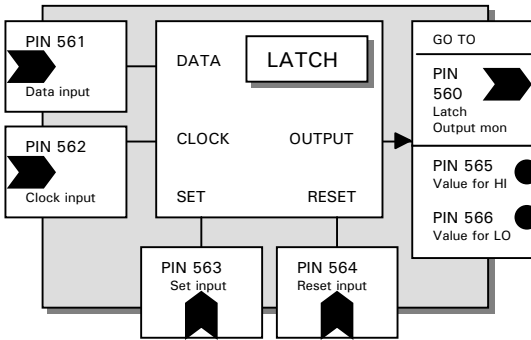 PIN 561
Data input
PIN 562
Clock input
DATA
LATCH
CLOCK
OUTPUT
SET
RESET
PIN 563
Set input
PIN 564
Reset input
GO TO
PIN
560
Latch
Output mon
PIN 565
Value for HI
PIN 566
Value for LO